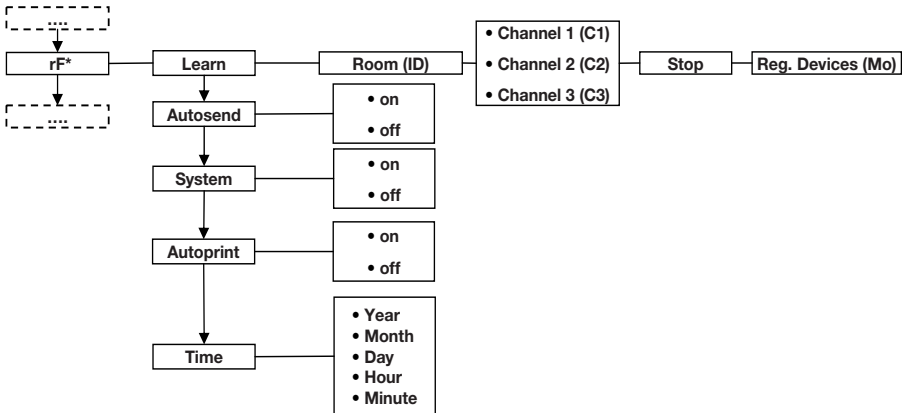 ....
rF*
....
Learn
Room (ID)
• Channel 1 (C1)
• Channel 2 (C2)
• Channel 3 (C3)
Stop
Reg. Devices (Mo)
Autosend
• on
• off
System
• on
• off
Autoprint
• on
• off
Time
• Year
• Month
• Day
• Hour
• Minute